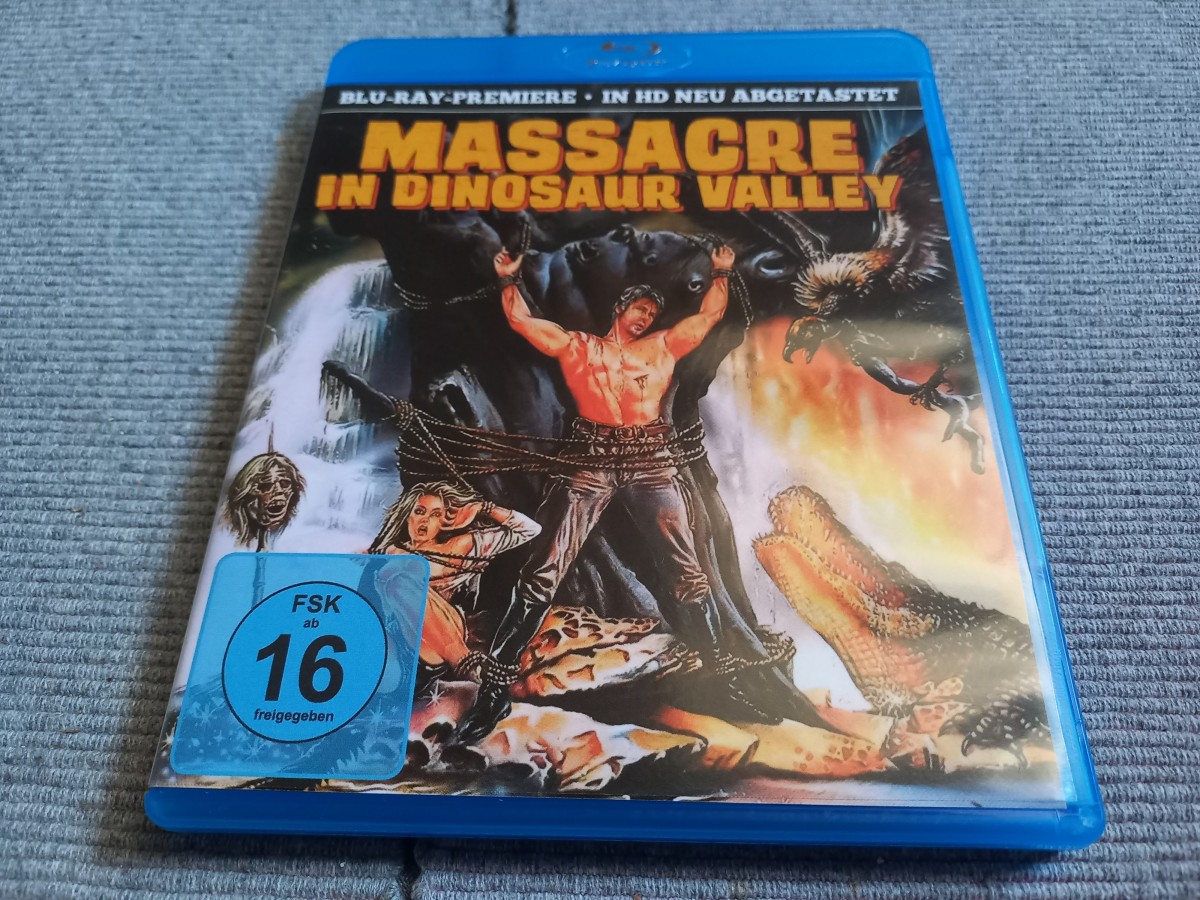 BLU-RAY-PREMIERE · IN HD NEU ABGETASTET
MASSACRE
IN DINOSAUR VALLEY
FSK
ab
16
freigegeben